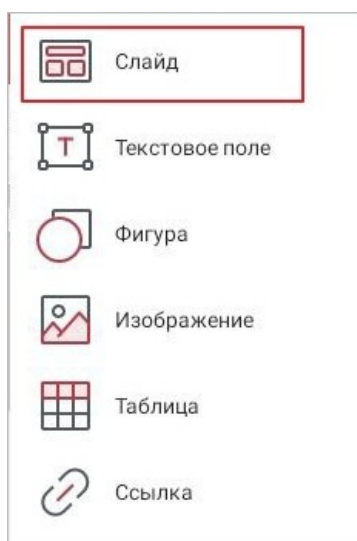 Слайд
T
Текстовое поле
Фигура
Изображение
Таблица
Ссылка